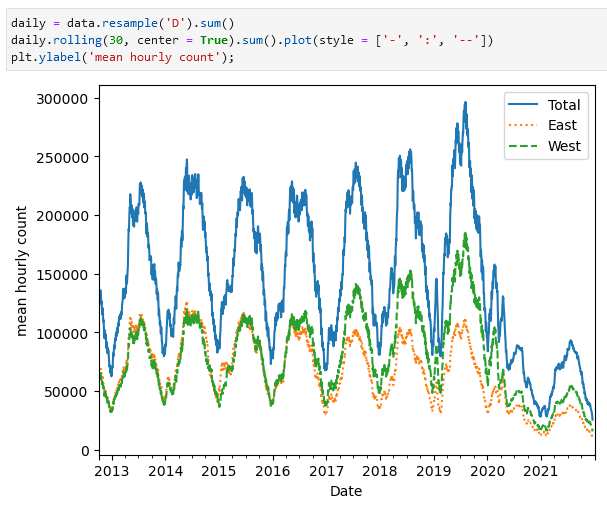 daily = data.resample('D').sum()
daily.rolling(30, center = True).sum().plot(style = ['-', ':', '--'])
plt.ylabel('mean hourly count');
Total
East
West
300000
250000
200000
150000
100000
50000
0
mean hourly count
2013 2014 2015 2016 2017 2018 2019 2020 2021
Date